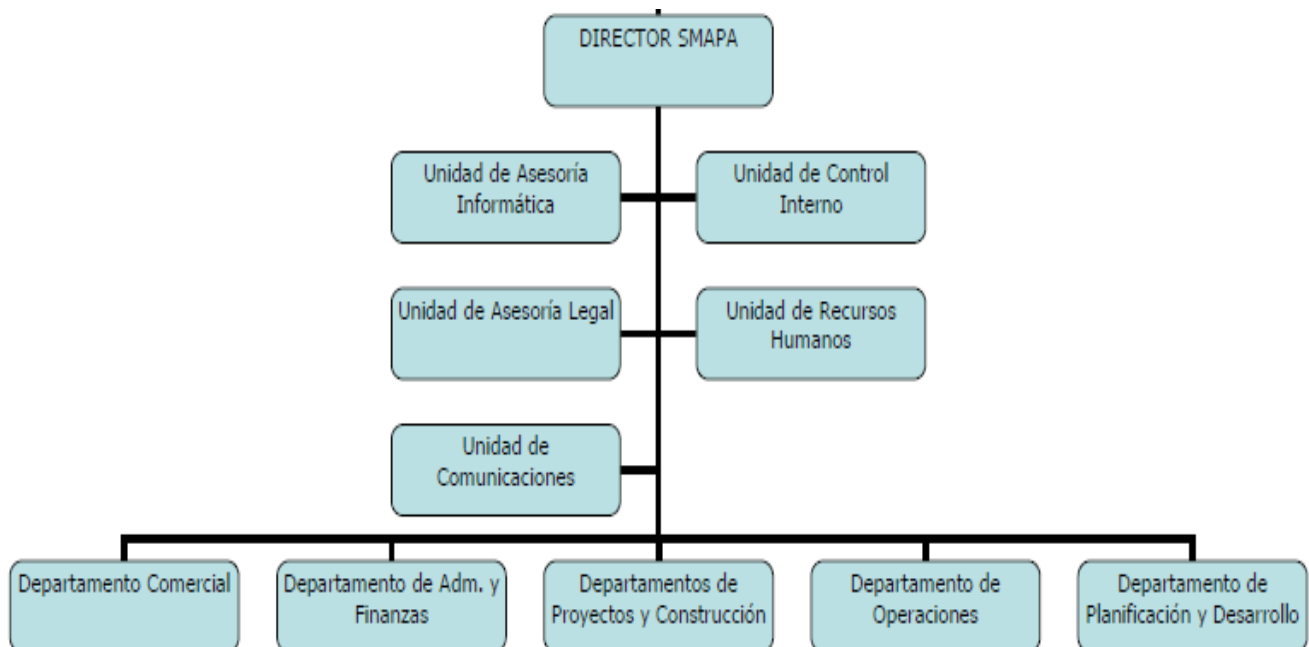 DIRECTOR SMAPA
Unidad de Asesoría
Informática
Unidad de Control
Interno
Unidad de Asesoría Legal
Unidad de Recursos
Humanos
Unidad de
Comunicaciones
Departamento Comercial
Departamento de Adm. y
Finanzas
Departamentos de
Proyectos y Construcción
Departamento de
Operaciones
Departamento de
Planificación y Desarrollo